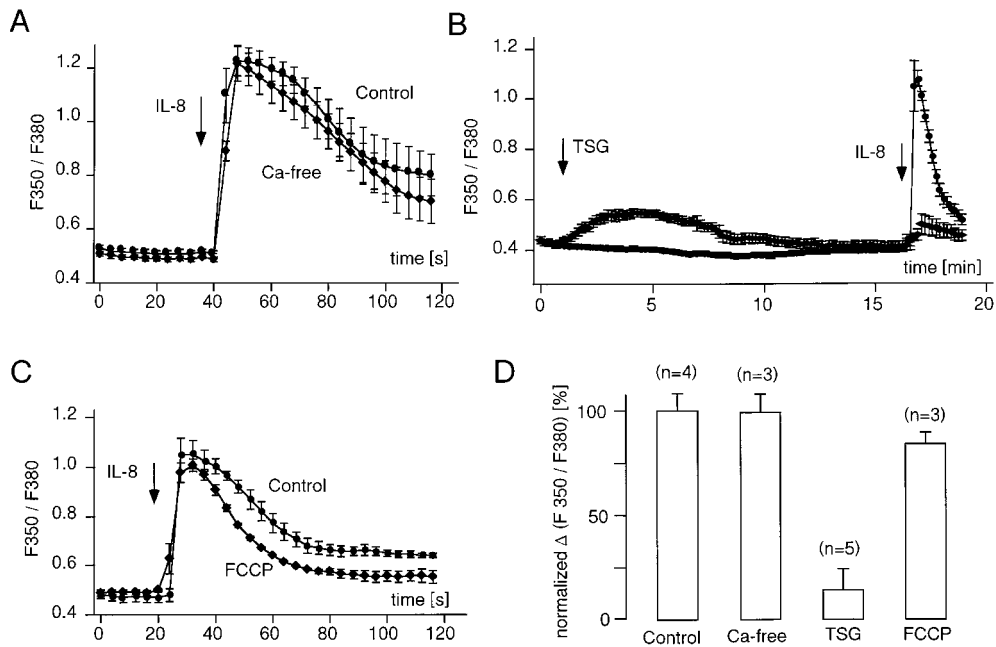 A
F350 / F380
1.2
1.0
0.8
0.6
0.4
IL-8
Control
Ca-free
time [s]
0 20 40 60 80 100 120
B
F350 / F380
1.2
1.0
0.8
0.6
0.4
TSG
IL-8
time [min]
0 5 10 15 20
C
F350 / F380
1.2
1.0
0.8
0.6
0.4
IL-8
Control
FCCP
time [s]
0 20 40 60 80 100 120
D
normalized Δ (F 350 / F380) [%]
100
50
0
(n=4) (n=3) (n=5) (n=3)
Control Ca-free TSG FCCP